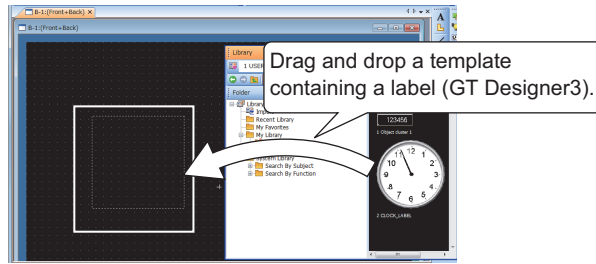 B-1:(Front+Back)
B-1:(Front+Back)
Library
1 USER
Drag and drop a template
containing a label (GT Designer3).
Folder
Library
Recent Library
My Favorites
My Library
System Library
Search By Subject
Search By Function
123456
1 Object cluster 1
12
1
2
3
4
5
6
7
8
9
10
11
2 CLOCK_LABEL
A